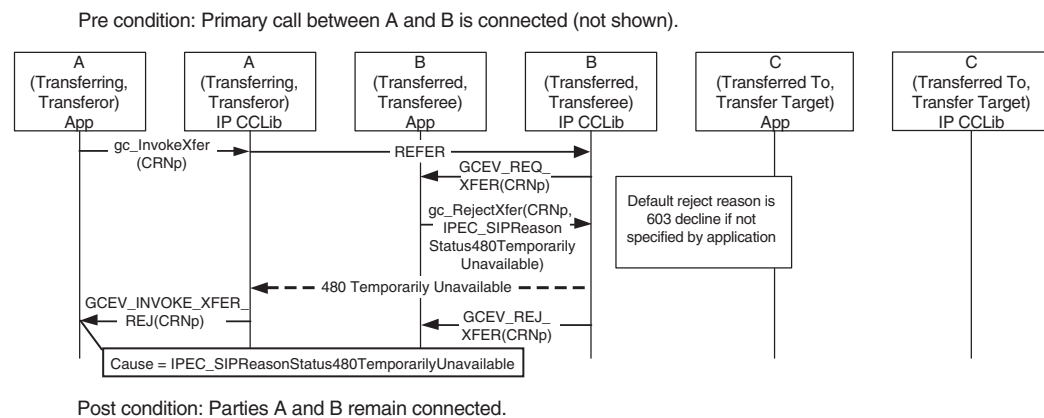 Pre condition: Primary call between A and B is connected (not shown).
A
(Transferring,
Transferor)
App
A
(Transferring,
Transferor)
IP CCLib
B
(Transferred,
Transferee)
App
B
(Transferred,
Transferee)
IP CCLib
C
(Transferred To,
Transfer Target)
App
C
(Transferred To,
Transfer Target)
IP CCLib
gc_InvokeXfer
(CRNp)
REFER
GCEV_REQ_
XFER(CRNp)
Default reject reason is
603 decline if not
specified by application
gc_RejectXfer(CRNp,
IPEC_SIPReason
Status480Temporarily
Unavailable)
480 Temporarily Unavailable
GCEV_INVOKE_XFER_
REJ(CRNp)
GCEV_REJ_
XFER(CRNp)
Cause = IPEC_SIPReasonStatus480TemporarilyUnavailable
Post condition: Parties A and B remain connected.